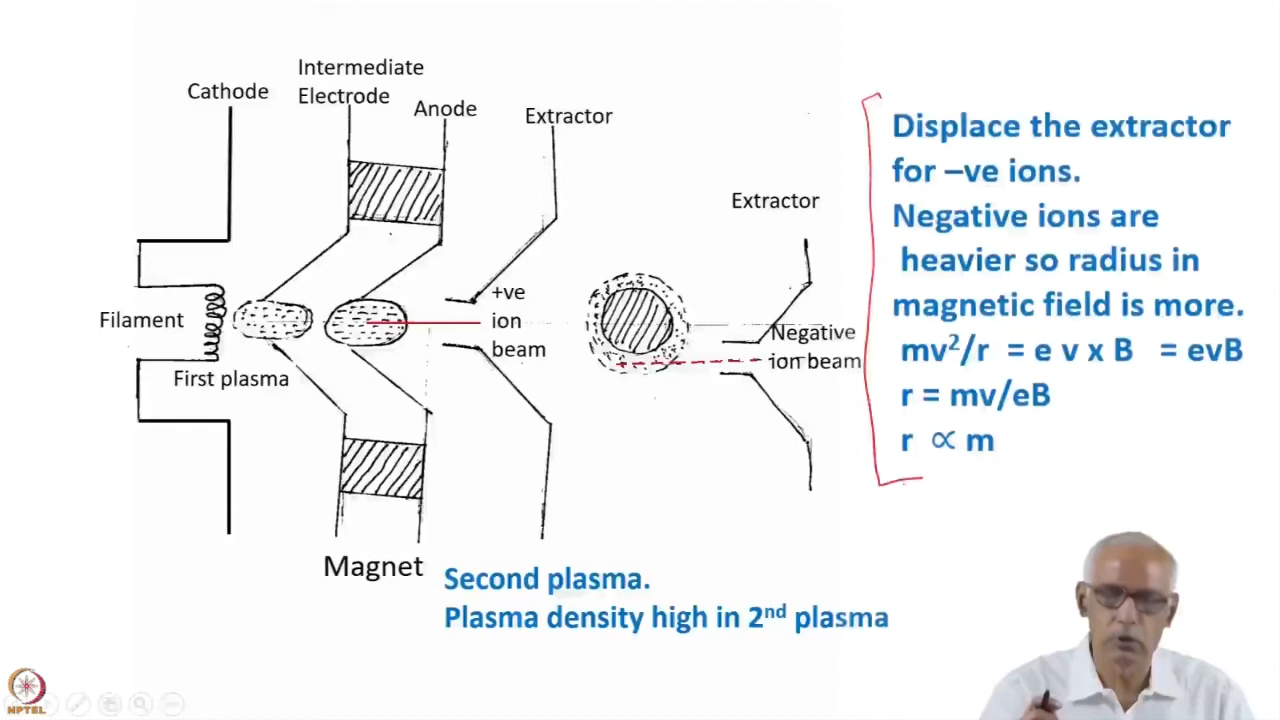 Intermediate
Electrode
Cathode
Anode
Extractor
Filament
First plasma
+ve
ion
beam
Magnet
Second plasma.
Plasma density high in 2nd plasma
Extractor
Negative
ion beam
Displace the extractor
for –ve ions.
Negative ions are
heavier so radius in
magnetic field is more.
mv²/r = e v x B = evB
r = mv/eB
r ∝ m
NPTEL